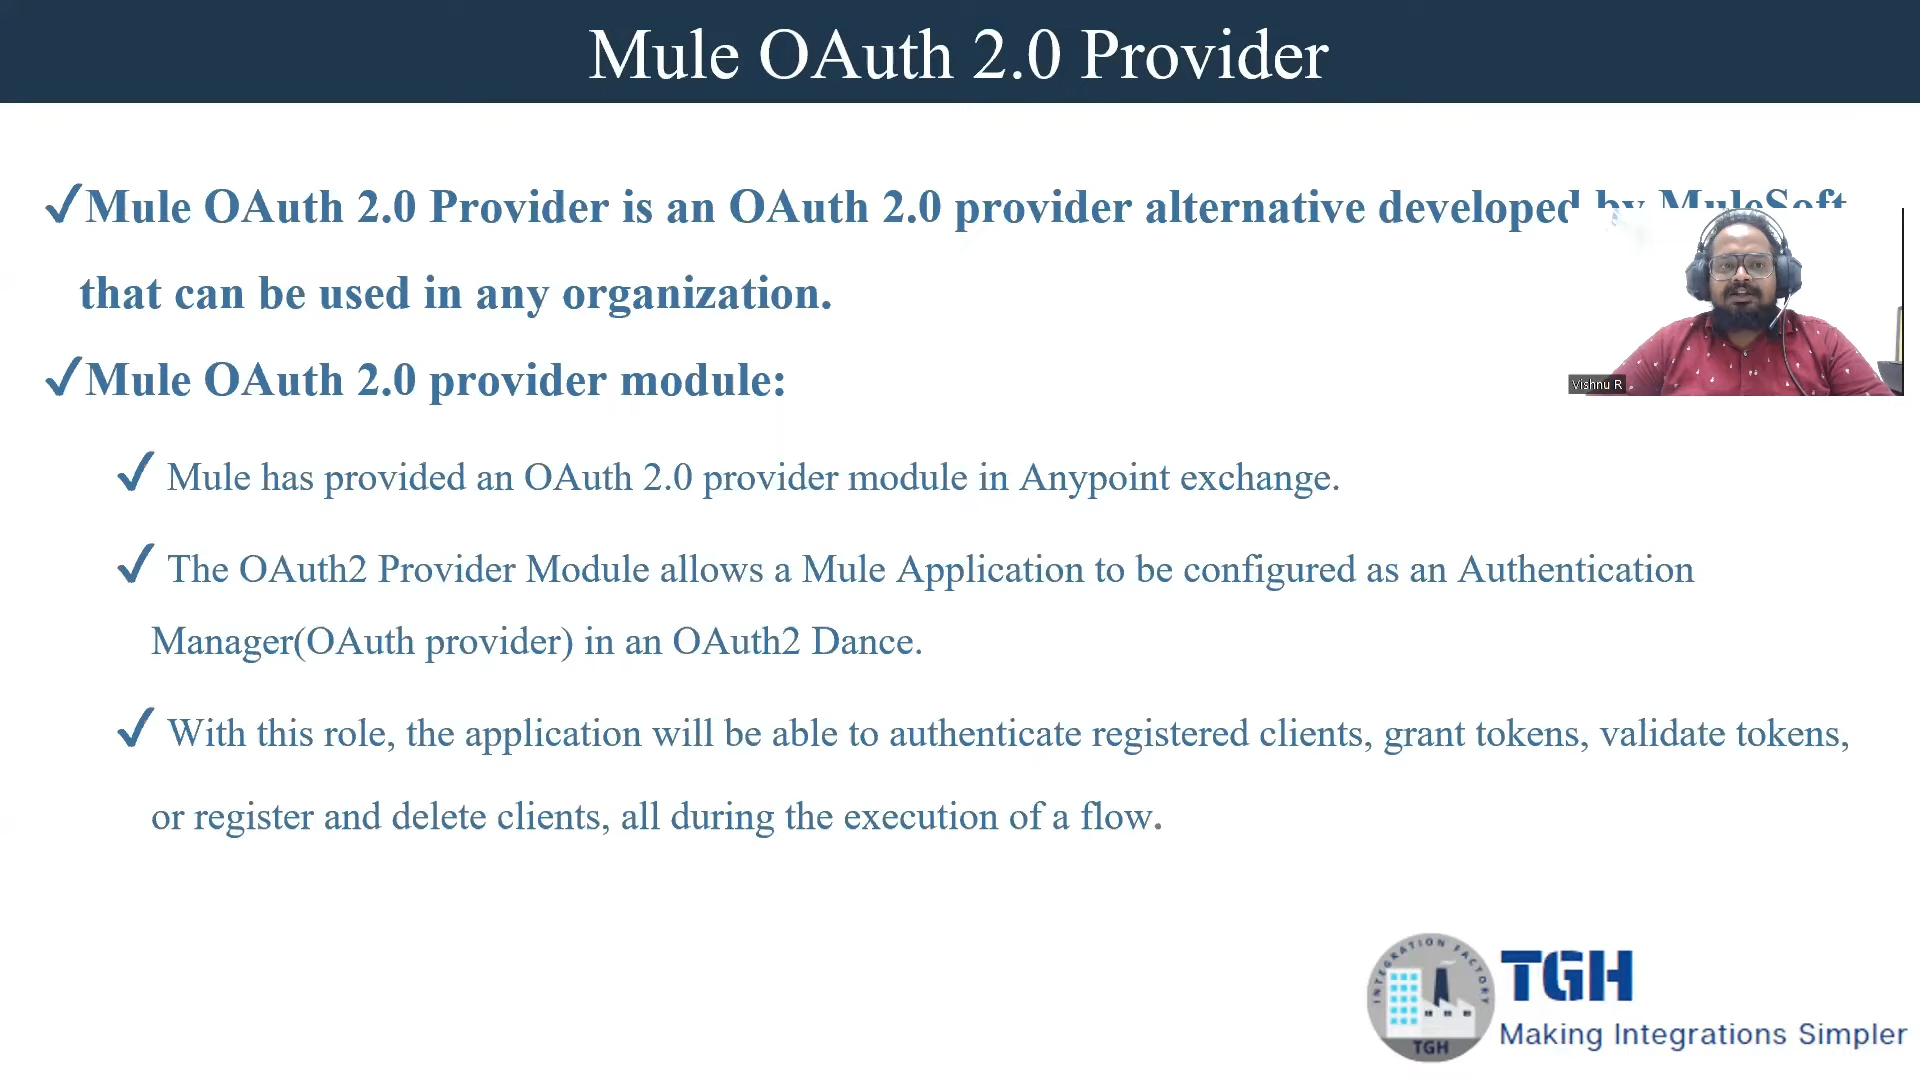 Mule OAuth 2.0 Provider
✓Mule OAuth 2.0 Provider is an OAuth 2.0 provider alternative developed by MuleSoft
that can be used in any organization.
✓Mule OAuth 2.0 provider module:
Vishnu R
✓ Mule has provided an OAuth 2.0 provider module in Anypoint exchange.
✓ The OAuth2 Provider Module allows a Mule Application to be configured as an Authentication
Manager(OAuth provider) in an OAuth2 Dance.
✓ With this role, the application will be able to authenticate registered clients, grant tokens, validate tokens,
or register and delete clients, all during the execution of a flow.
INTEGRATION FACTORY
TGH
TGH
Making Integrations Simpler